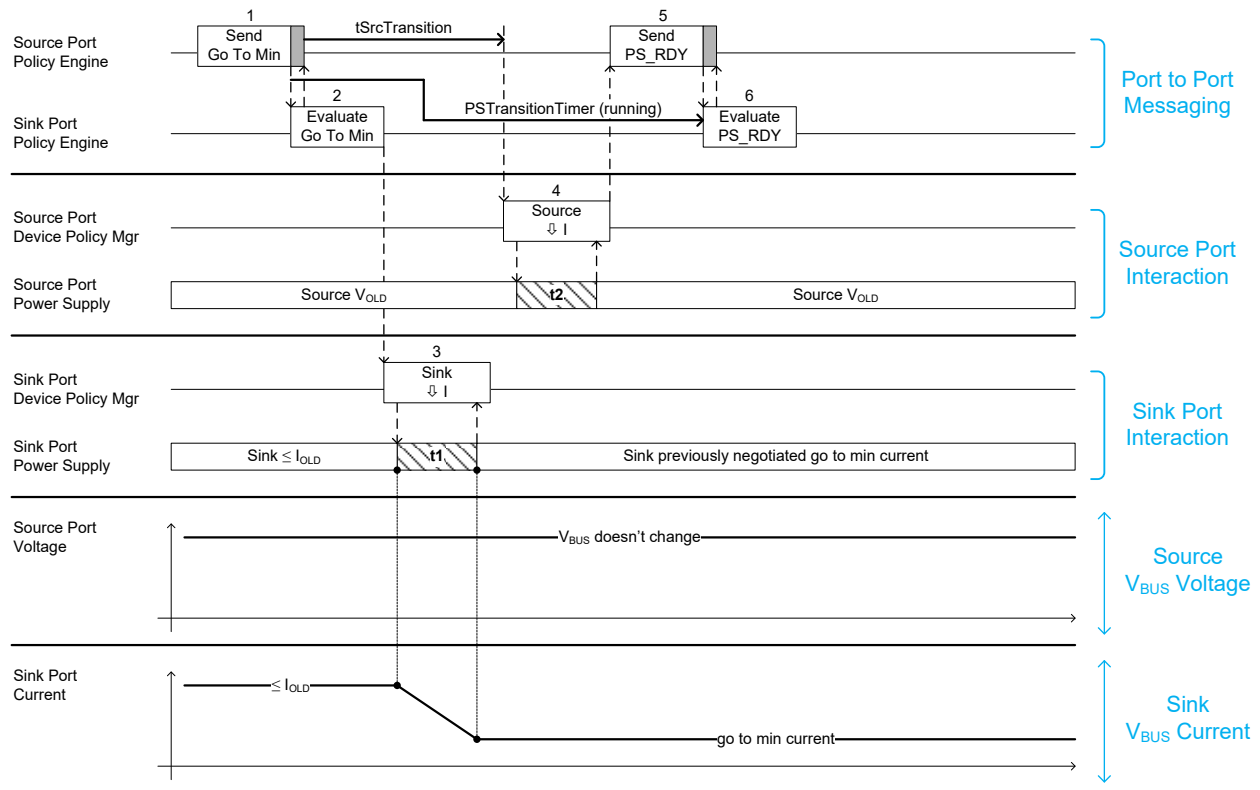 1
Send
Go To Min
tSrcTransition
5
Send
PS_RDY
Source Port
Policy Engine
Port to Port
Messaging
2
Evaluate
Go To Min
PSTransitionTimer (running)
6
Evaluate
PS_RDY
Sink Port
Policy Engine
4
Source
⇩ I
Source Port
Device Policy Mgr
Source Port
Interaction
Source Port
Power Supply
Source VOLD
t2
Source VOLD
3
Sink
⇩ I
Sink Port
Device Policy Mgr
Sink Port
Interaction
Sink Port
Power Supply
Sink ≤ IOLD
t1
Sink previously negotiated go to min current
Source Port
Voltage
VBUS doesn't change
Source
VBUS Voltage
Sink Port
Current
≤ IOLD
go to min current
Sink
VBUS Current